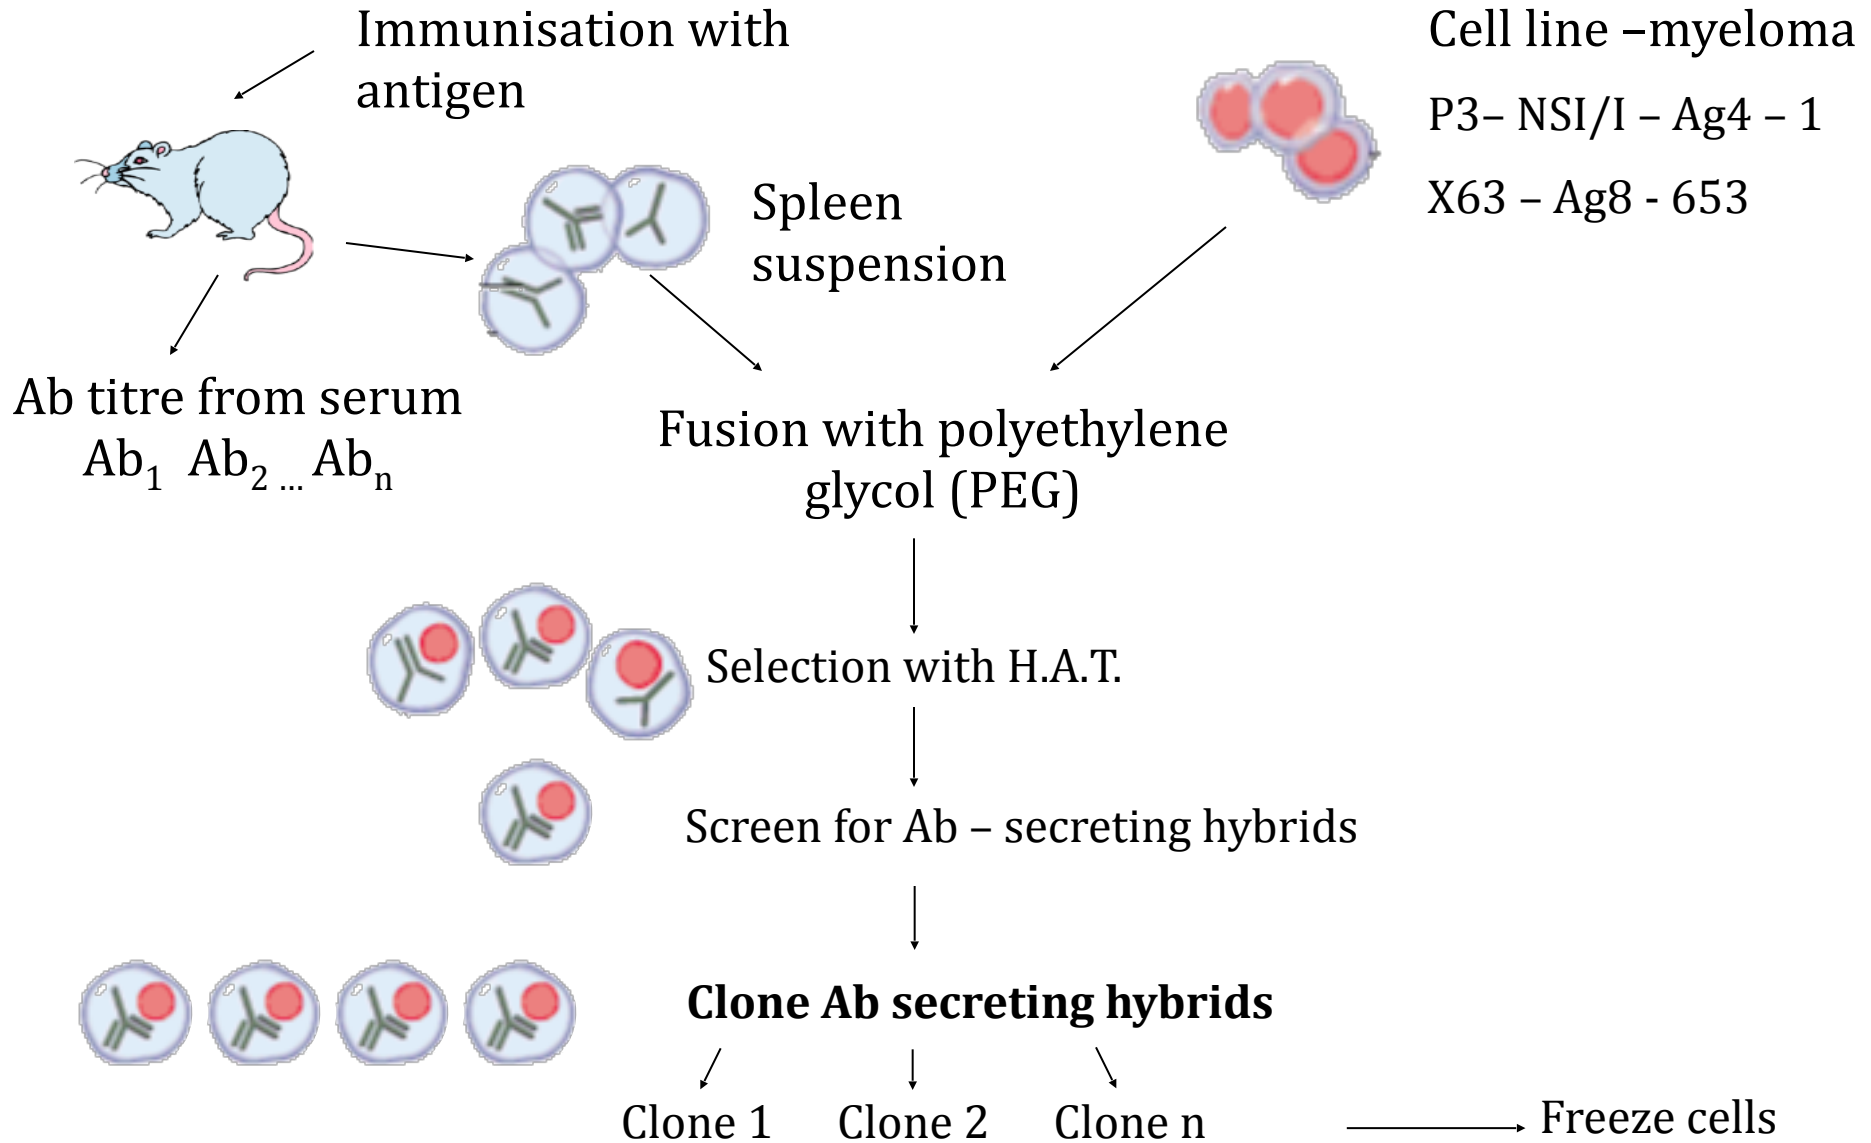 Immunisation with
antigen
Cell line –myeloma
P3– NSI/I – Ag4 – 1
X63 – Ag8 - 653
Spleen
suspension
Ab titre from serum
Ab1 Ab2 ... Abn
Fusion with polyethylene
glycol (PEG)
Selection with H.A.T.
Screen for Ab – secreting hybrids
Clone Ab secreting hybrids
Clone 1 Clone 2 Clone n
Freeze cells